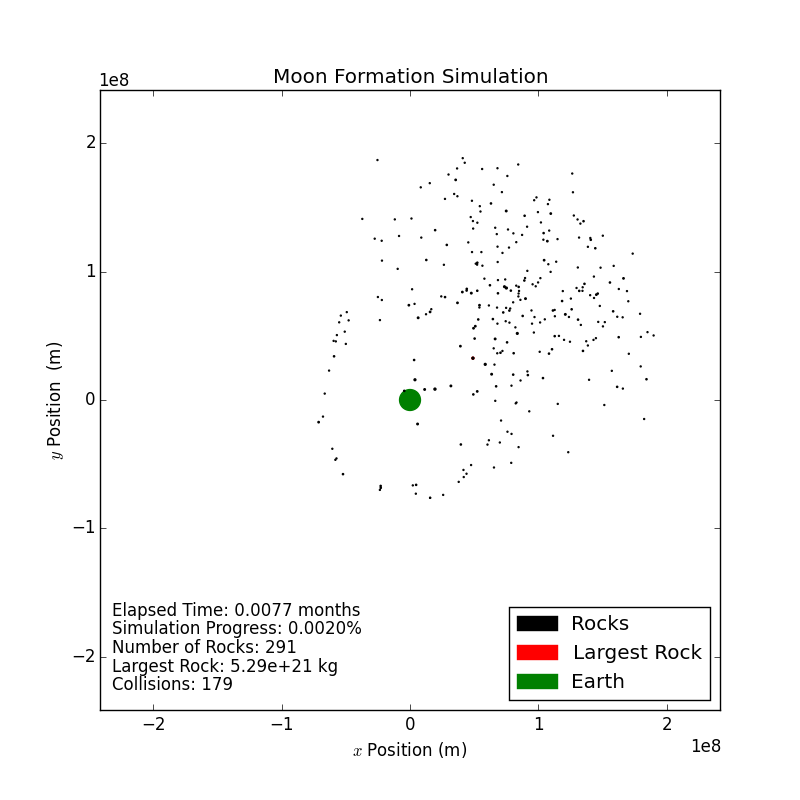 Moon Formation Simulation
1e8
2
1
0
−1
−2
y Position (m)
Elapsed Time: 0.0077 months
Simulation Progress: 0.0020%
Number of Rocks: 291
Largest Rock: 5.29e+21 kg
Collisions: 179
Rocks
Largest Rock
Earth
−2 −1 0 1 2
x Position (m)
1e8